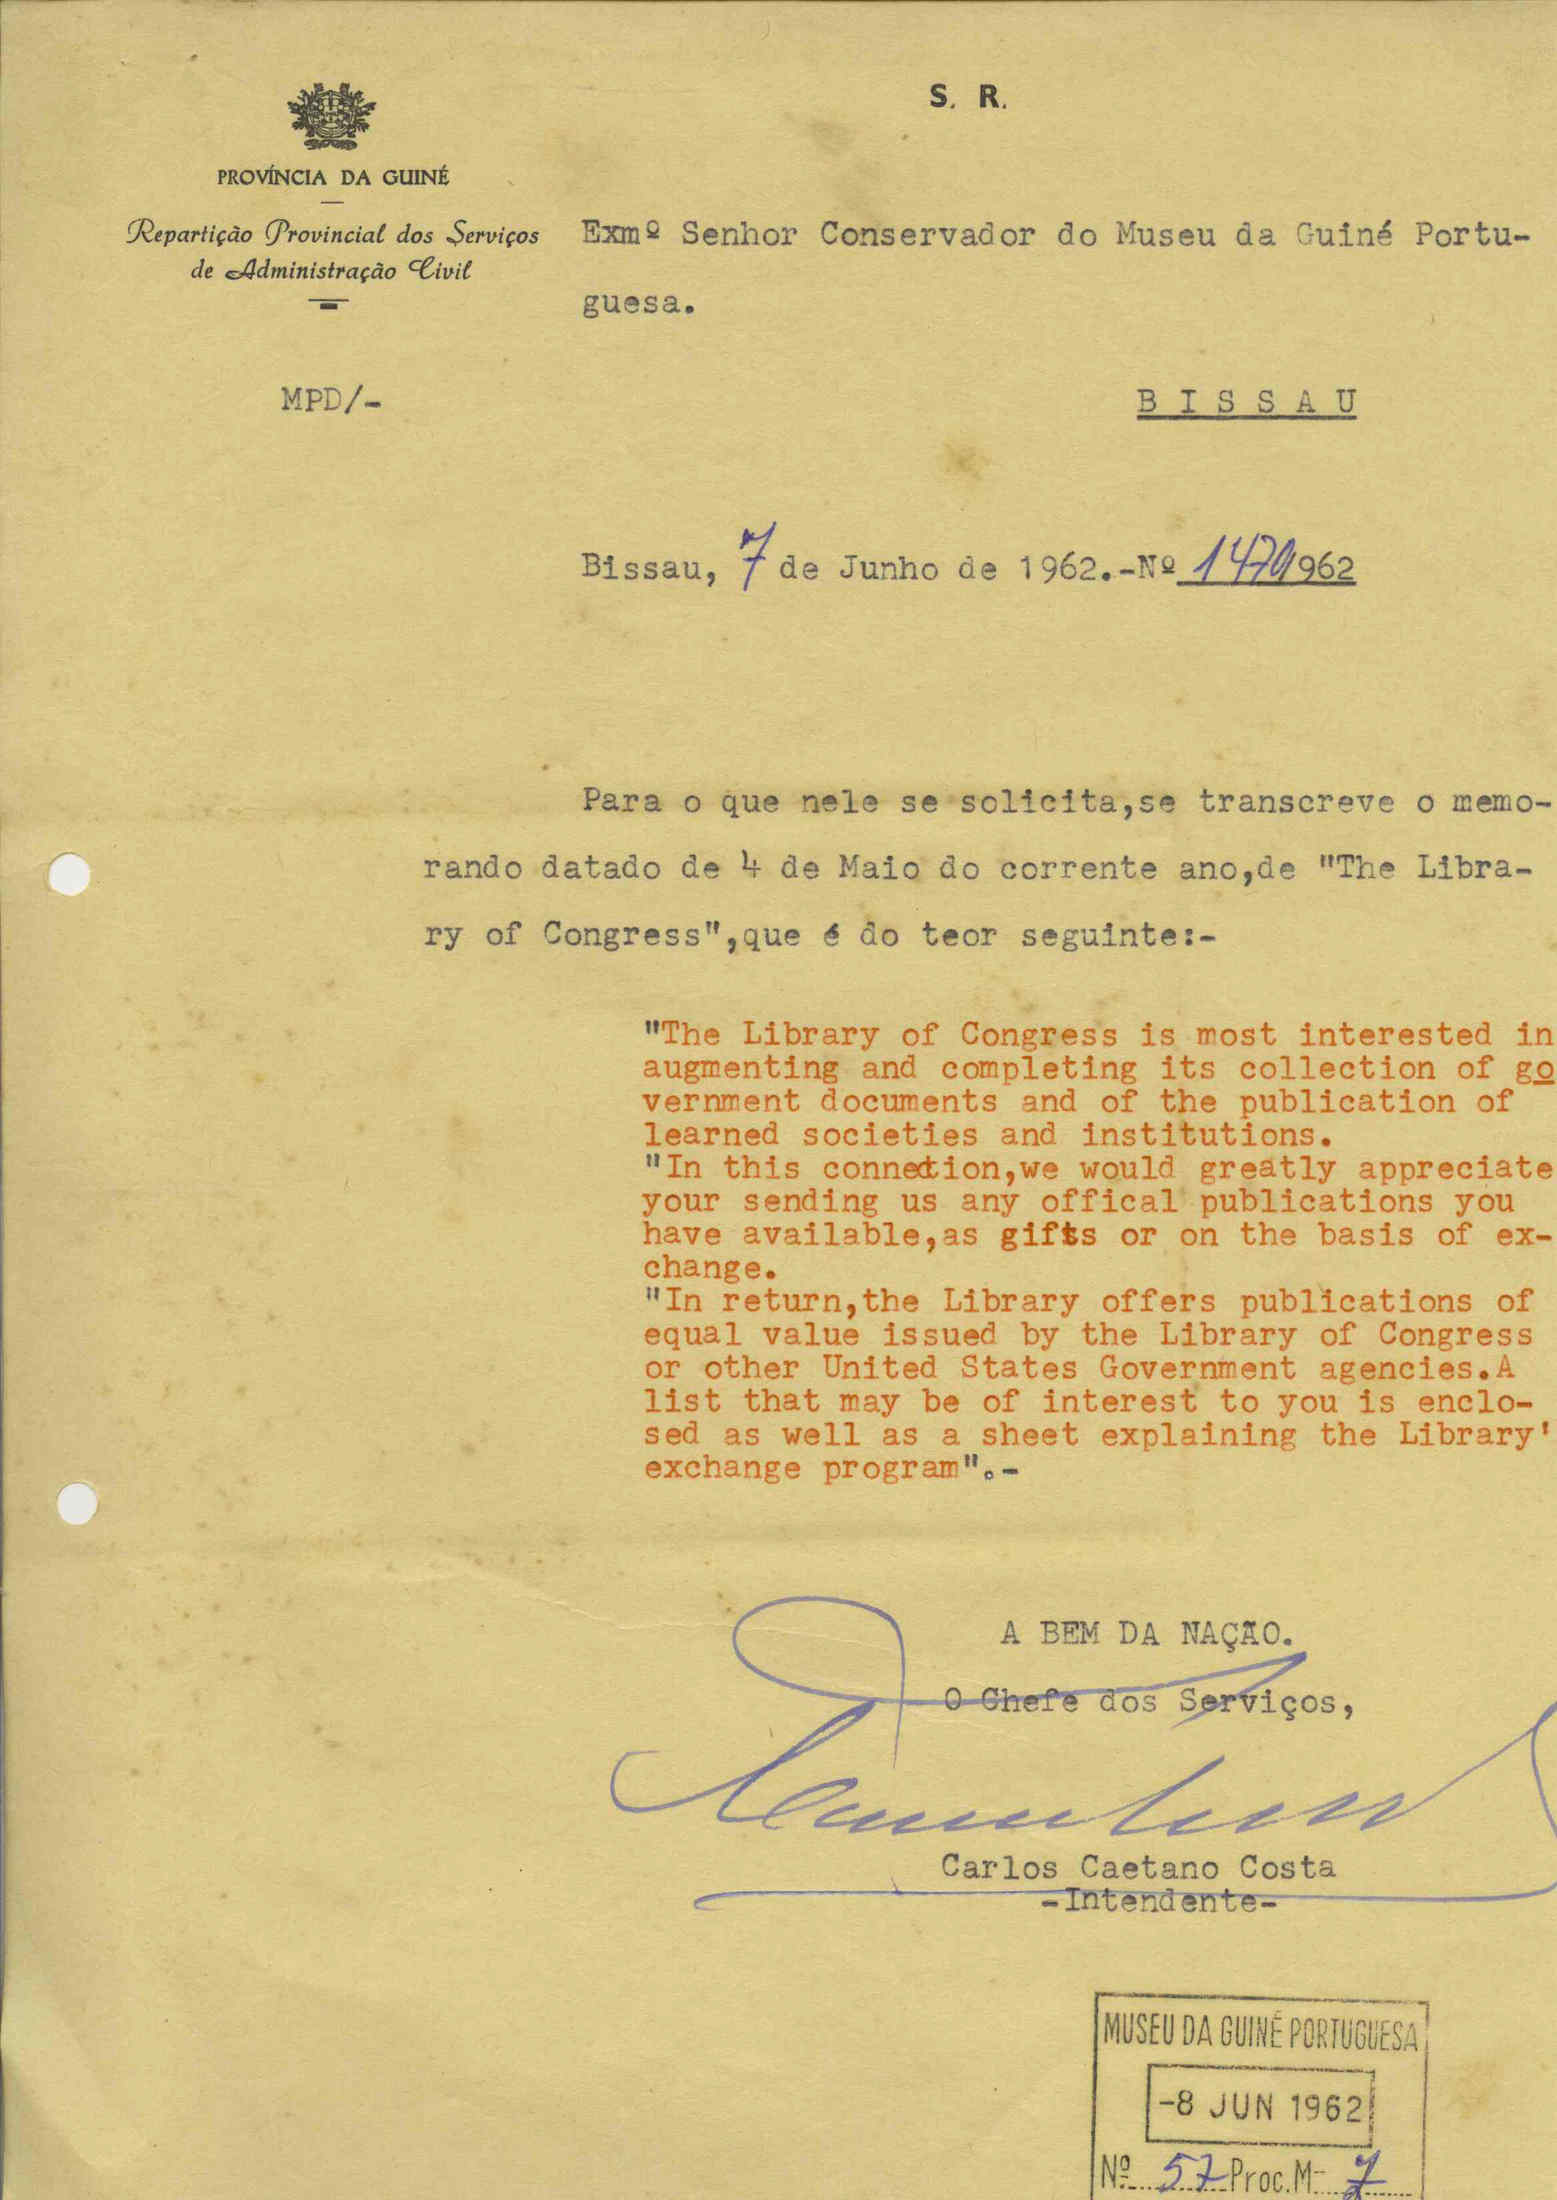 S. R.
PROVÍNCIA DA GUINÉ
Repartição Provincial dos Serviços
de Administração Civil
Exmº Senhor Conservador do Museu da Guiné Portu-
guesa.
MPD/-
B I S S A U
Bissau, 7 de Junho de 1962.-Nº 1470/962
Para o que nele se solicita,se transcreve o memo-
rando datado de 4 de Maio do corrente ano,de "The Libra-
ry of Congress",que é do teor seguinte:-
"The Library of Congress is most interested in
augmenting and completing its collection of go
vernment documents and of the publication of
learned societies and institutions.
"In this connection,we would greatly appreciate
your sending us any offical publications you
have available,as gifts or on the basis of ex-
change.
"In return,the Library offers publications of
equal value issued by the Library of Congress
or other United States Government agencies.A
list that may be of interest to you is enclo-
sed as well as a sheet explaining the Library'
exchange program".-
A BEM DA NAÇÃO.
O Chefe dos Serviços,
Carlos Caetano Costa
-Intendente-
MUSEU DA GUINÉ PORTUGUESA
-8 JUN 1962
Nº 57 Proc.M- 7